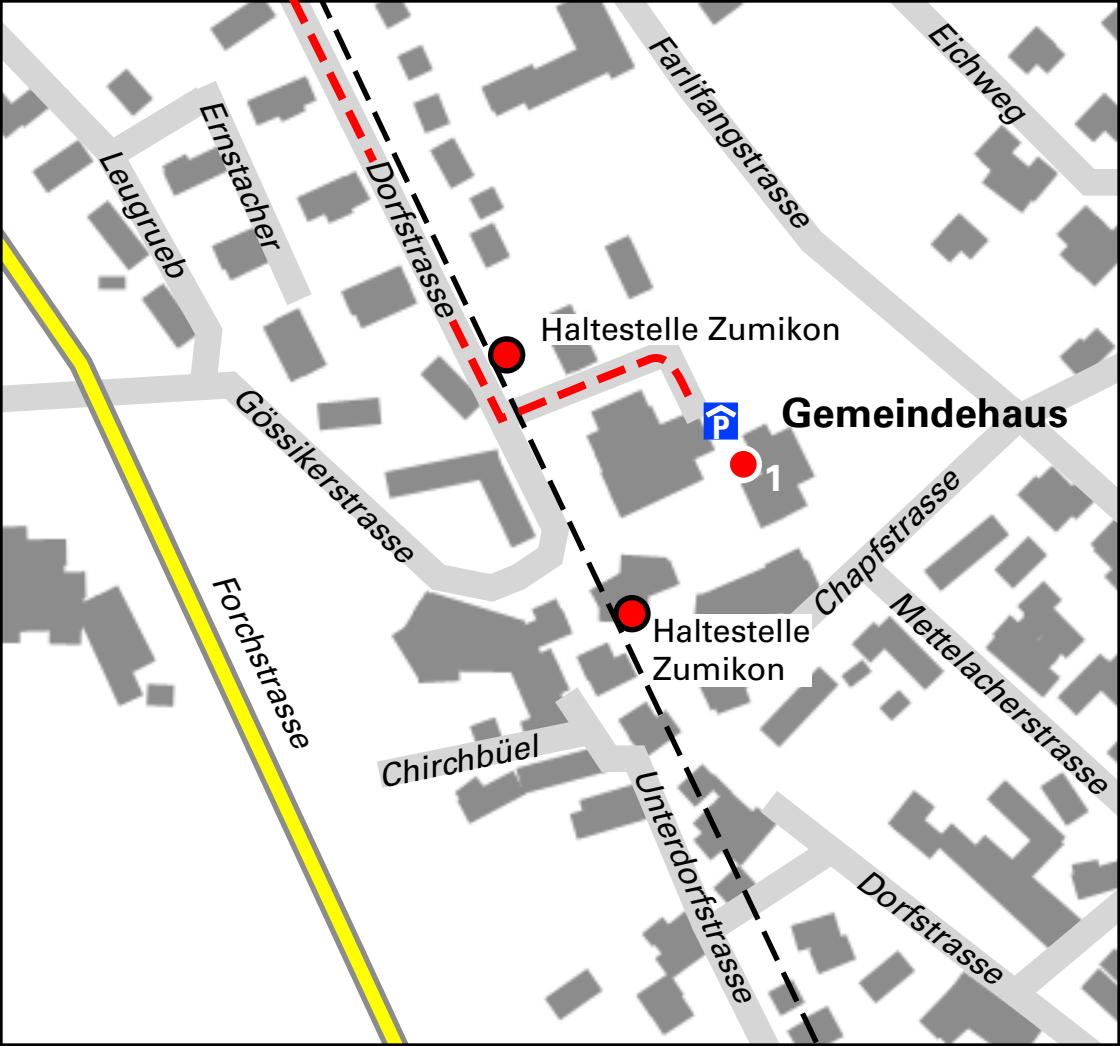 Eichweg
Farlifangstrasse
Ernstacher
Leugrueb
Dorfstrasse
Haltestelle Zumikon
Gössikerstrasse
P
Gemeindehaus
1
Chapfstrasse
Forchstrasse
Haltestelle
Zumikon
Mettelacherstrasse
Chirchbüel
Unterdorfstrasse
Dorfstrasse